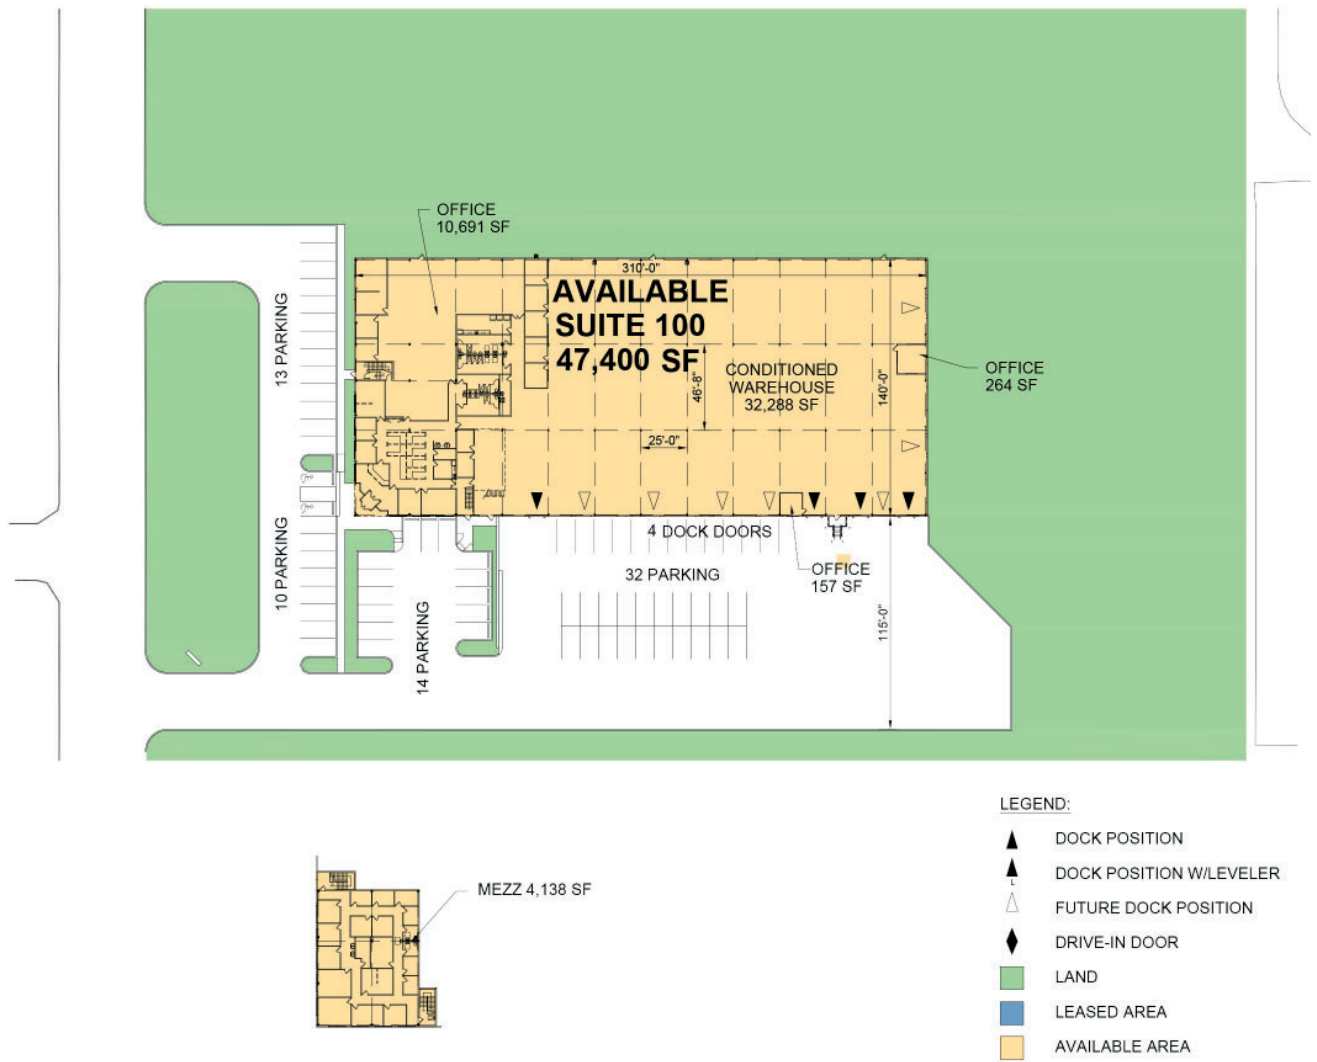 OFFICE
10,691 SF
310'-0"
AVAILABLE
SUITE 100
47,400 SF
CONDITIONED
WAREHOUSE
32,288 SF
46'-8"
140'-0"
25'-0"
OFFICE
264 SF
13 PARKING
10 PARKING
14 PARKING
4 DOCK DOORS
32 PARKING
OFFICE
157 SF
115'-0"
MEZZ 4,138 SF
LEGEND:
DOCK POSITION
L
DOCK POSITION W/LEVELER
FUTURE DOCK POSITION
DRIVE-IN DOOR
LAND
LEASED AREA
AVAILABLE AREA